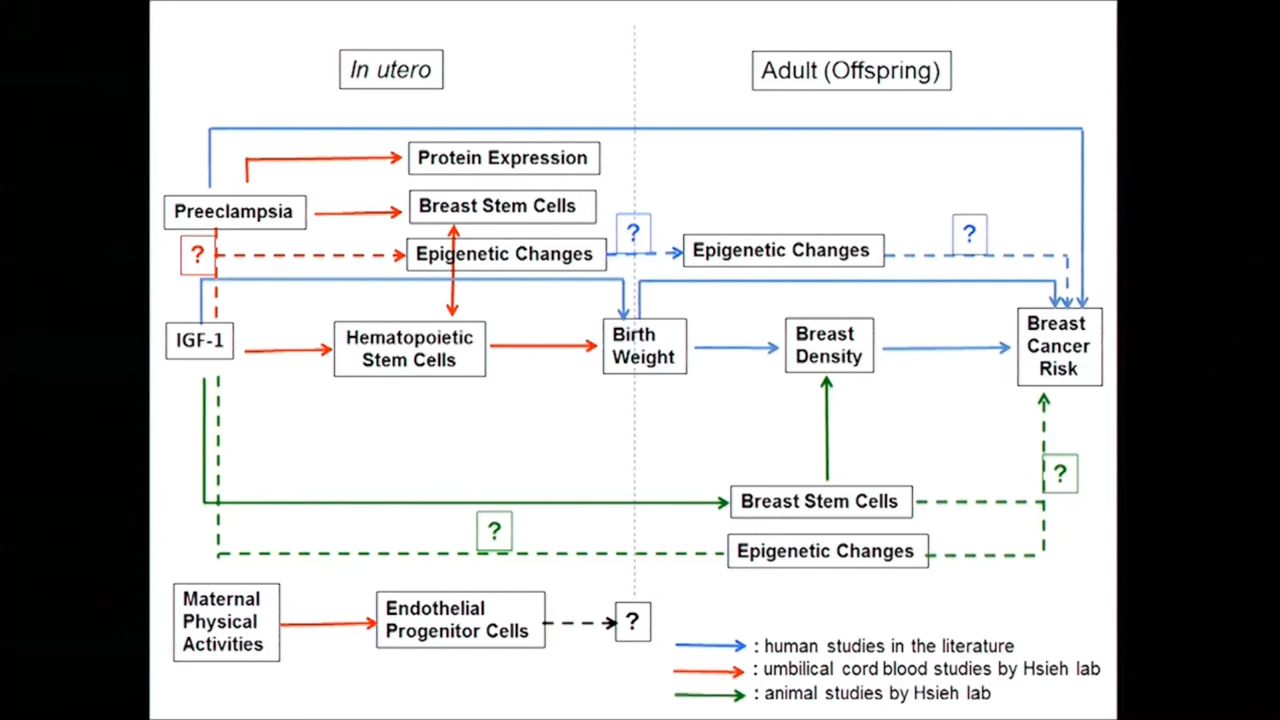 In utero
Adult (Offspring)
Protein Expression
Preeclampsia
Breast Stem Cells
?
Epigenetic Changes
?
Epigenetic Changes
?
IGF-1
Hematopoietic
Stem Cells
Birth
Weight
Breast
Density
Breast
Cancer
Risk
?
Breast Stem Cells
?
Epigenetic Changes
Maternal
Physical
Activities
Endothelial
Progenitor Cells
?
: human studies in the literature
: umbilical cord blood studies by Hsieh lab
: animal studies by Hsieh lab